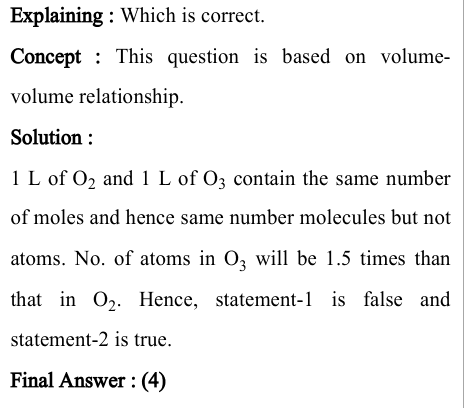 Explaining : Which is correct.
Concept : This question is based on volume-
volume relationship.
Solution :
1 L of O₂ and 1 L of O₃ contain the same number
of moles and hence same number molecules but not
atoms. No. of atoms in O₃ will be 1.5 times than
that in O₂. Hence, statement-1 is false and
statement-2 is true.
Final Answer : (4)